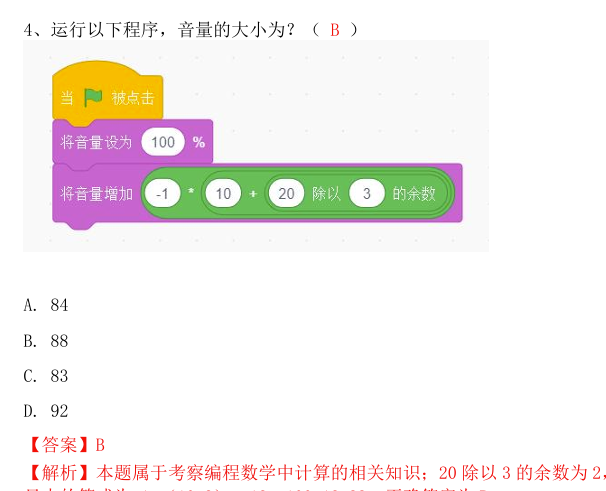 4、运行以下程序，音量的大小为？（ B ）
当 被点击
将音量设为 100 %
将音量增加 -1 * 10 + 20 除以 3 的余数
A. 84
B. 88
C. 83
D. 92
【答案】B
【解析】本题属于考察编程数学中计算的相关知识；20 除以 3 的余数为 2，